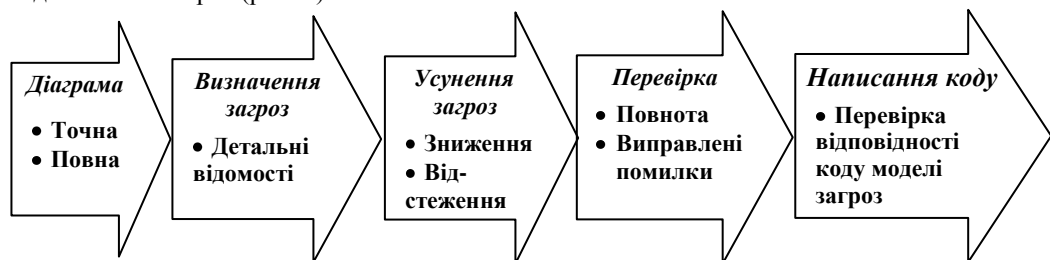 Діаграма
• Точна
• Повна
Визначення
загроз
• Детальні
відомості
Усунення
загроз
• Зниження
• Від-
стеження
Перевірка
• Повнота
• Виправлені
помилки
Написання коду
• Перевірка
відповідності
коду моделі
загроз